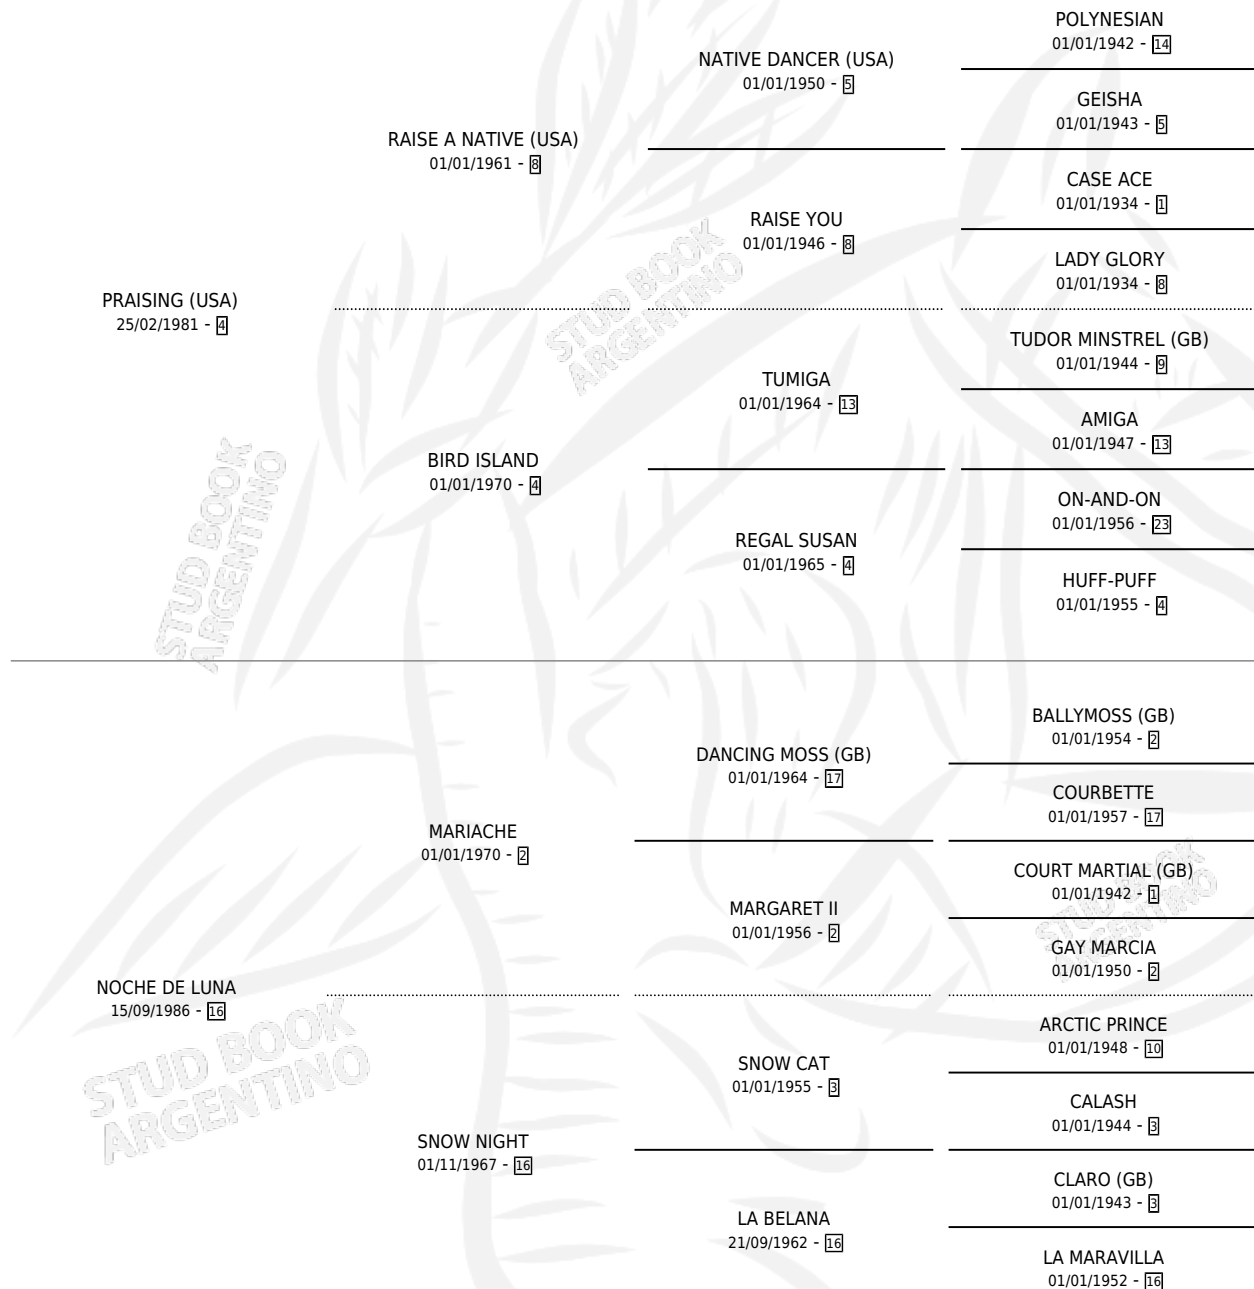 PRAISING (USA)
25/02/1981 - 4
RAISE A NATIVE (USA)
01/01/1961 - 8
NATIVE DANCER (USA)
01/01/1950 - 5
POLYNESIAN
01/01/1942 - 14
GEISHA
01/01/1943 - 5
RAISE YOU
01/01/1946 - 8
CASE ACE
01/01/1934 - 1
LADY GLORY
01/01/1934 - 8
BIRD ISLAND
01/01/1970 - 4
TUMIGA
01/01/1964 - 13
TUDOR MINSTREL (GB)
01/01/1944 - 9
AMIGA
01/01/1947 - 13
REGAL SUSAN
01/01/1965 - 4
ON-AND-ON
01/01/1956 - 23
HUFF-PUFF
01/01/1955 - 4
NOCHE DE LUNA
15/09/1986 - 16
MARIACHE
01/01/1970 - 2
DANCING MOSS (GB)
01/01/1964 - 17
BALLYMOSS (GB)
01/01/1954 - 2
COURBETTE
01/01/1957 - 17
MARGARET II
01/01/1956 - 2
COURT MARTIAL (GB)
01/01/1942 - 1
GAY MARCIA
01/01/1950 - 2
SNOW NIGHT
01/11/1967 - 16
SNOW CAT
01/01/1955 - 3
ARCTIC PRINCE
01/01/1948 - 10
CALASH
01/01/1944 - 3
LA BELANA
21/09/1962 - 16
CLARO (GB)
01/01/1943 - 3
LA MARAVILLA
01/01/1952 - 16
STUD BOOK
ARGENTINO
STUD BOOK
ARGENTINO
STUD BOOK
ARGENTINO
STUD BOOK
ARGENTINO